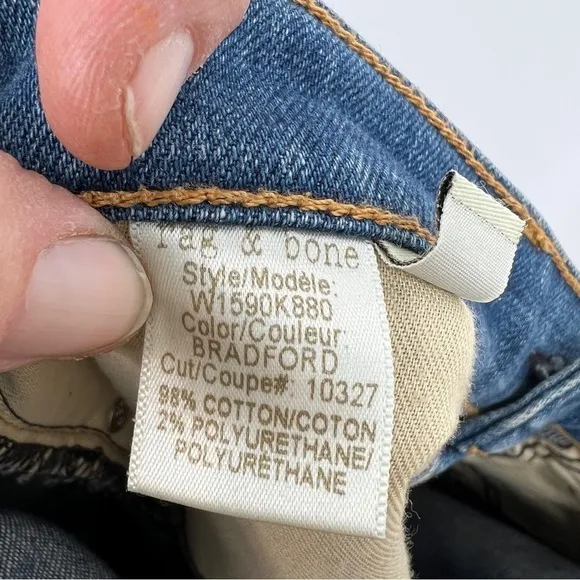 rag & bone
Style/Modèle:
W1590K880
Color/Couleur:
BRADFORD
Cut/Coupe#: 10327
98% COTTON/COTON
2% POLYURETHANE/
POLYURÉTHANE